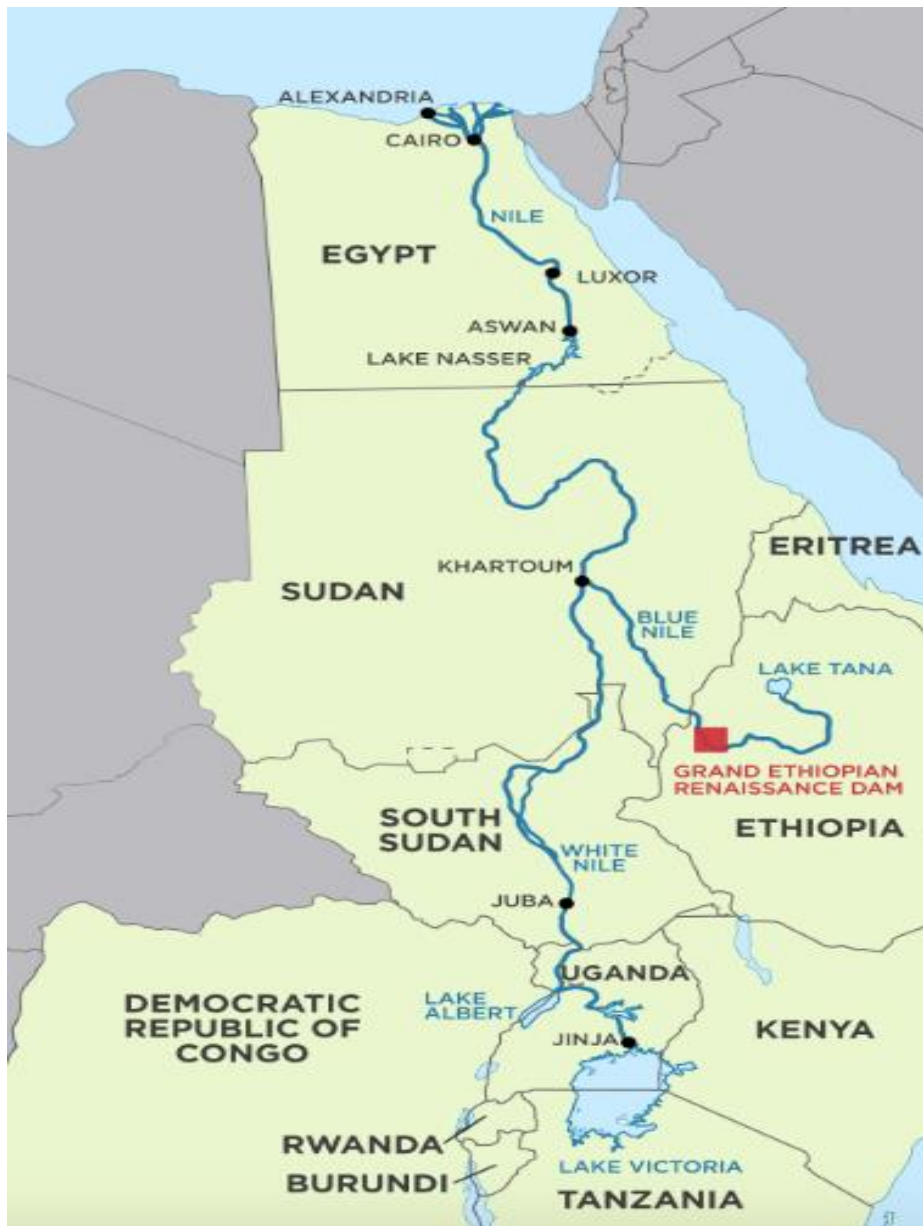 ALEXANDRIA
CAIRO
NILE
EGYPT
LUXOR
ASWAN
LAKE NASSER
ERITREA
KHARTOUM
SUDAN
BLUE
NILE
LAKE TANA
GRAND ETHIOPIAN
RENAISSANCE DAM
SOUTH
SUDAN
ETHIOPIA
WHITE
NILE
JUBA
UGANDA
LAKE
ALBERT
DEMOCRATIC
REPUBLIC OF
CONGO
KENYA
JINJA
RWANDA
BURUNDI
LAKE VICTORIA
TANZANIA